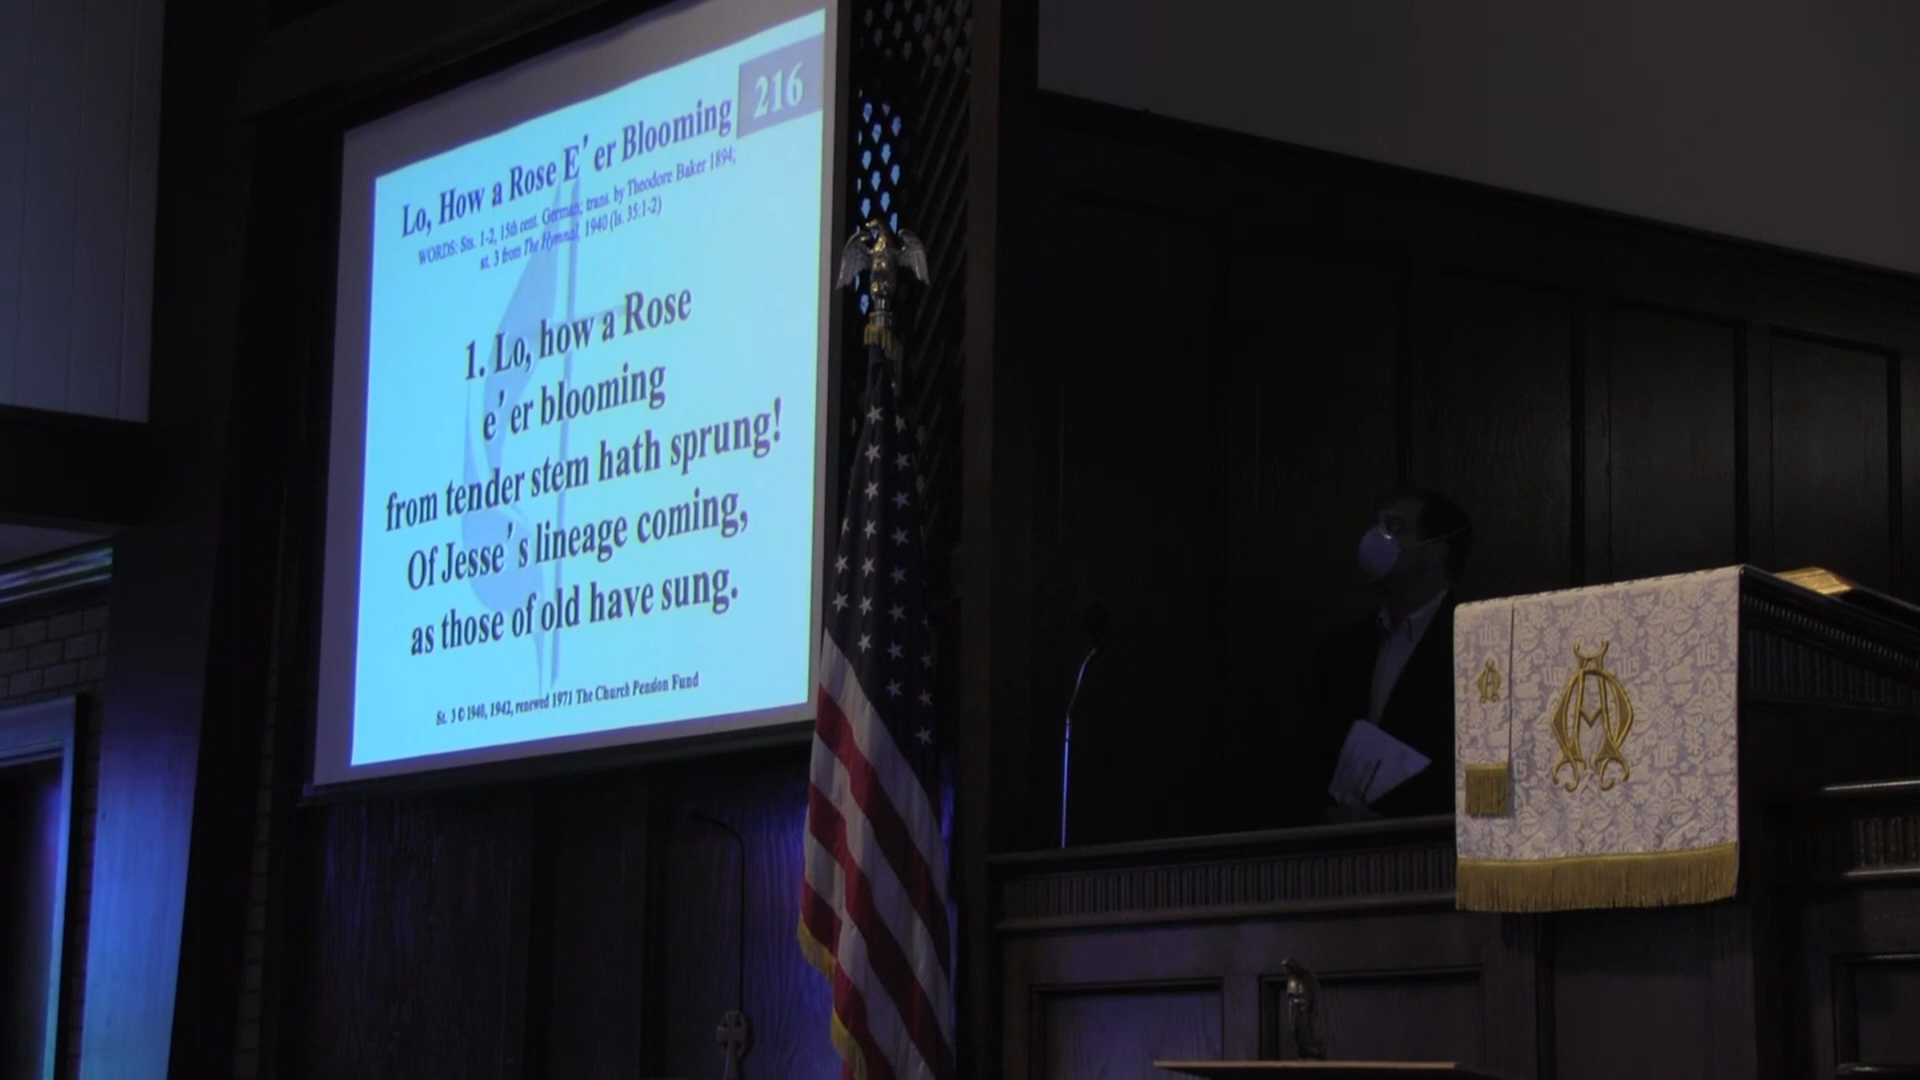 216
Lo, How a Rose E'er Blooming
WORDS: Sts. 1-2, 15th cent. German; trans. by Theodore Baker 1894;
st. 3 from The Hymnal, 1940 (Is. 35:1-2)
1. Lo, how a Rose
e'er blooming
from tender stem hath sprung!
Of Jesse's lineage coming,
as those of old have sung.
St. 3 © 1940, 1942, renewed 1971 The Church Pension Fund